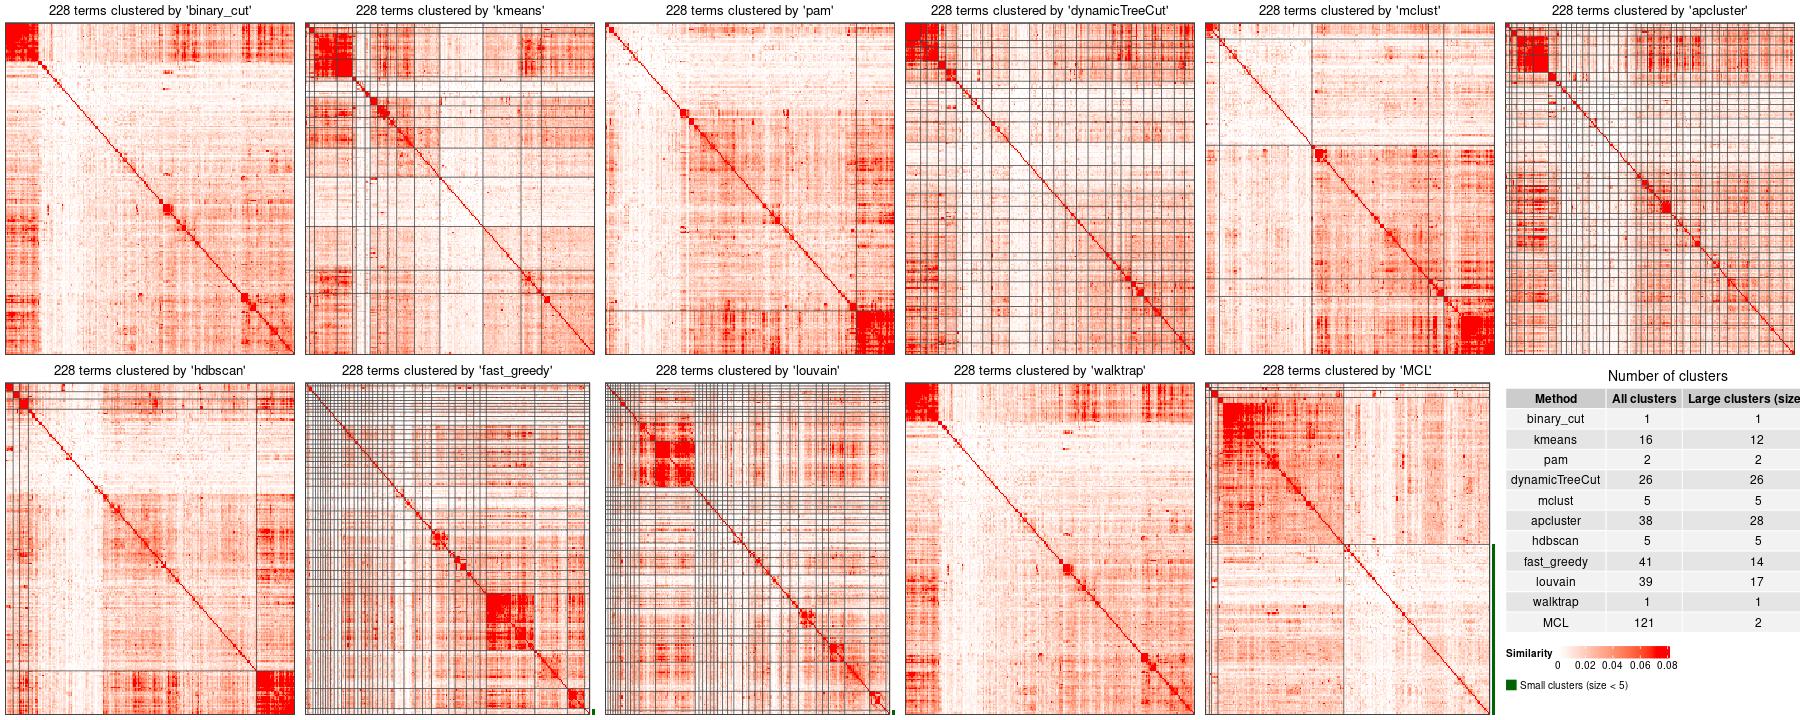 228 terms clustered by 'binary_cut'
228 terms clustered by 'kmeans'
228 terms clustered by 'pam'
228 terms clustered by 'dynamicTreeCut'
228 terms clustered by 'mclust'
228 terms clustered by 'apcluster'
228 terms clustered by 'hdbscan'
228 terms clustered by 'fast_greedy'
228 terms clustered by 'louvain'
228 terms clustered by 'walktrap'
228 terms clustered by 'MCL'
Number of clusters
Method All clusters Large clusters (size
binary_cut 1 1
kmeans 16 12
pam 2 2
dynamicTreeCut 26 26
mclust 5 5
apcluster 38 28
hdbscan 5 5
fast_greedy 41 14
louvain 39 17
walktrap 1 1
MCL 121 2
Similarity
0 0.02 0.04 0.06 0.08
Small clusters (size < 5)